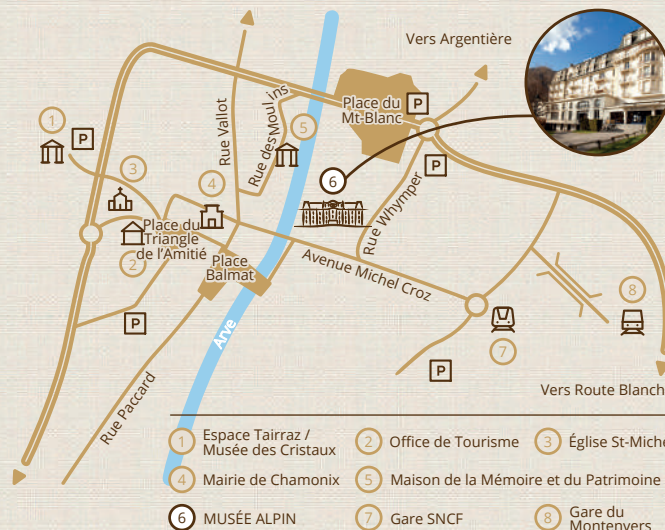 Vers Argentière
Place du
Mt-Blanc
P
1
P
3
Rue Vallot
Rue des Moulins
5
P
4
6
Rue Whymper
Place du
Triangle
de l'Amitié
2
Place
Balmat
Avenue Michel Croz
8
P
Arve
7
P
Rue Paccard
Vers Route Blanch
1 Espace Tairraz /
Musée des Cristaux
2 Office de Tourisme
3 Église St-Miche
4 Mairie de Chamonix
5 Maison de la Mémoire et du Patrimoine
6 MUSÉE ALPIN
7 Gare SNCF
8 Gare du
Montenvers